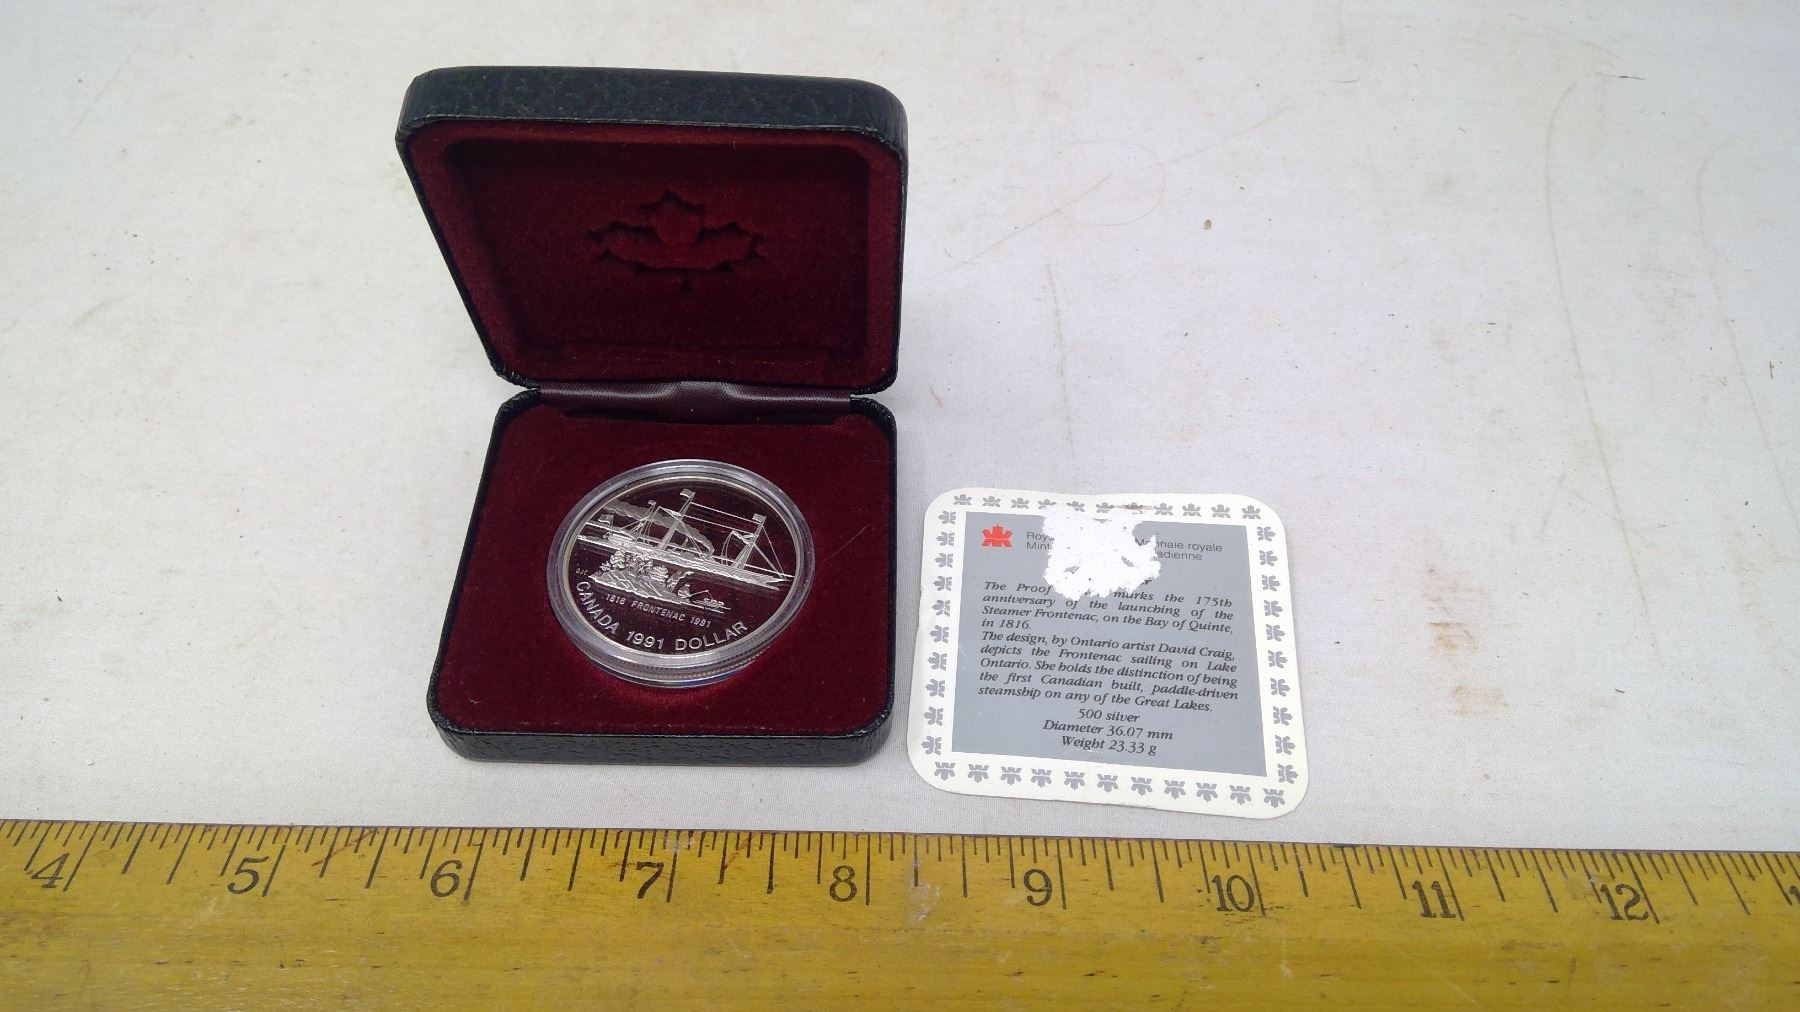 DJC
1816 FRONTENAC 1991
CANADA 1991 DOLLAR
Monnaie royale
Mint
The Proof marks the 175th
anniversary of the launching of the
Steamer Frontenac, on the Bay of Quinte,
in 1816.
The design, by Ontario artist David Craig,
depicts the Frontenac sailing on Lake
Ontario. She holds the distinction of being
the first Canadian built, paddle-driven
steamship on any of the Great Lakes.
500 silver
Diameter 36.07 mm
Weight 23.33 g
4 5 6 7 8 9 10 11 12